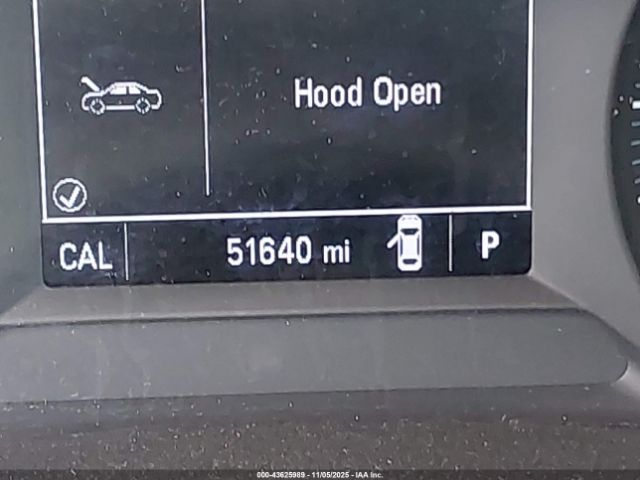 Hood Open
CAL 51640 mi P
000-43625989 - 11/05/2025 - IAA Inc.